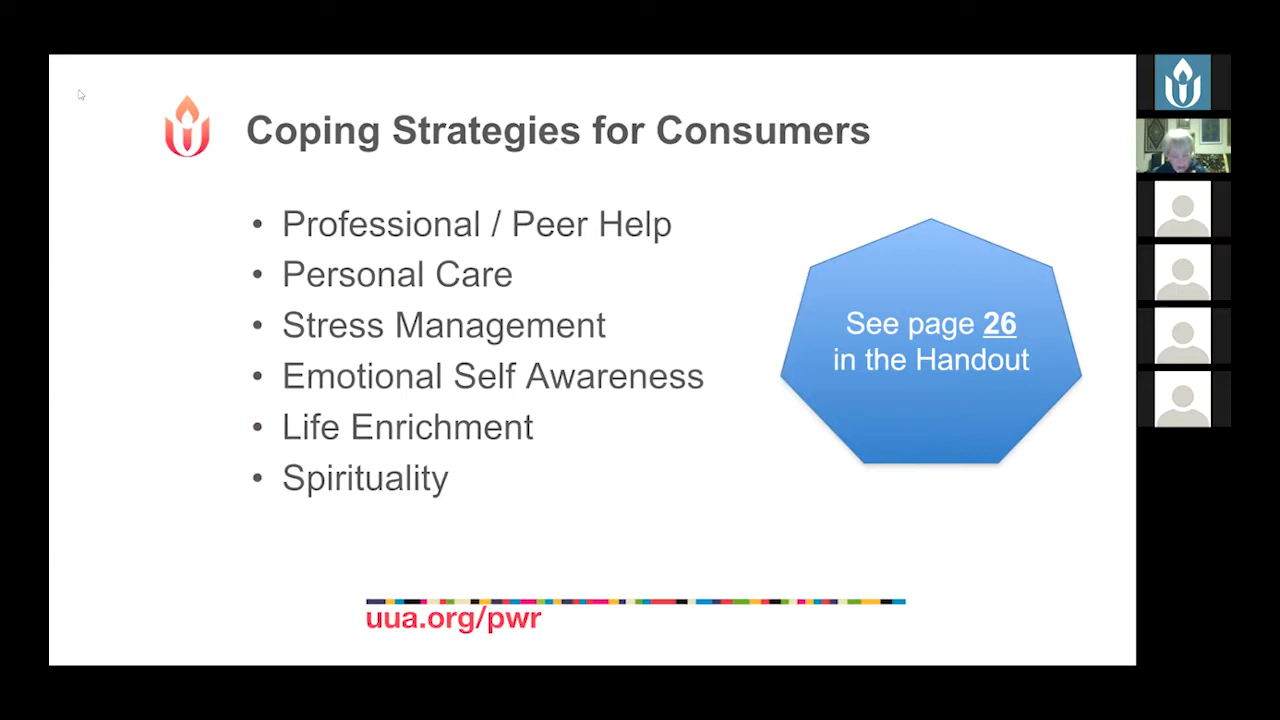 Coping Strategies for Consumers
• Professional / Peer Help
• Personal Care
• Stress Management
• Emotional Self Awareness
• Life Enrichment
• Spirituality
See page 26
in the Handout
uua.org/pwr